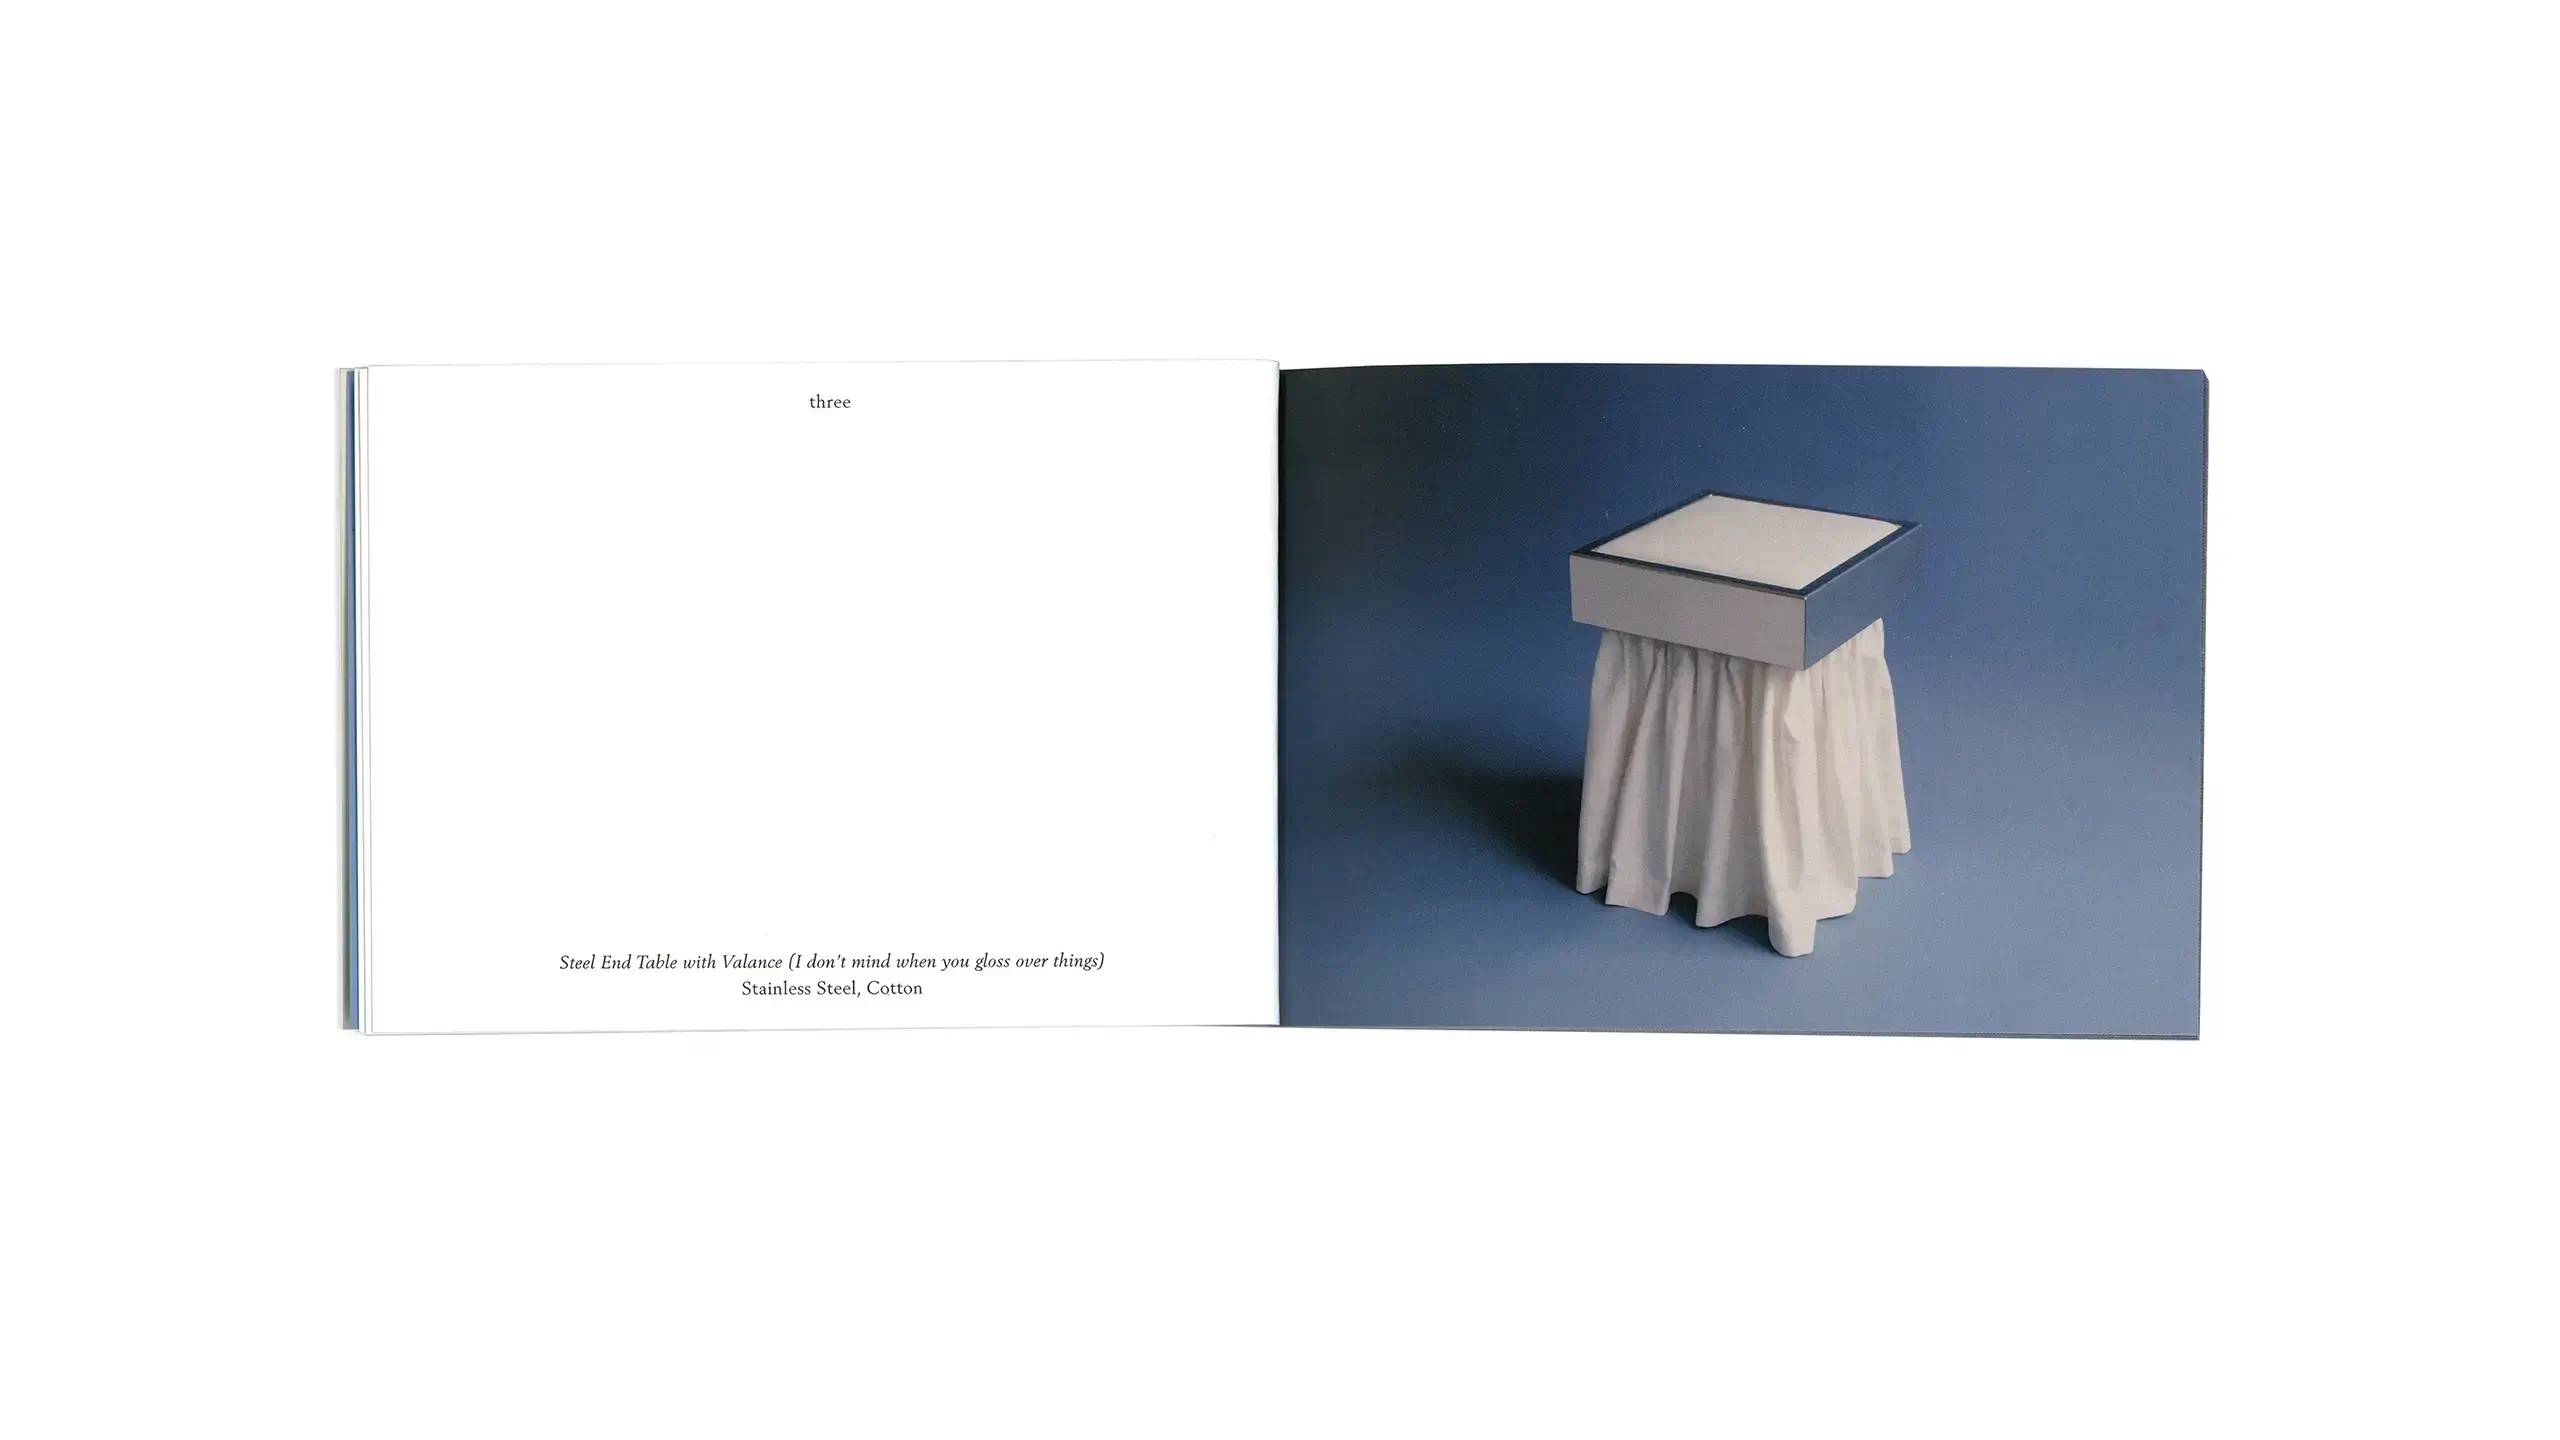 three
Steel End Table with Valance (I don't mind when you gloss over things)
Stainless Steel, Cotton